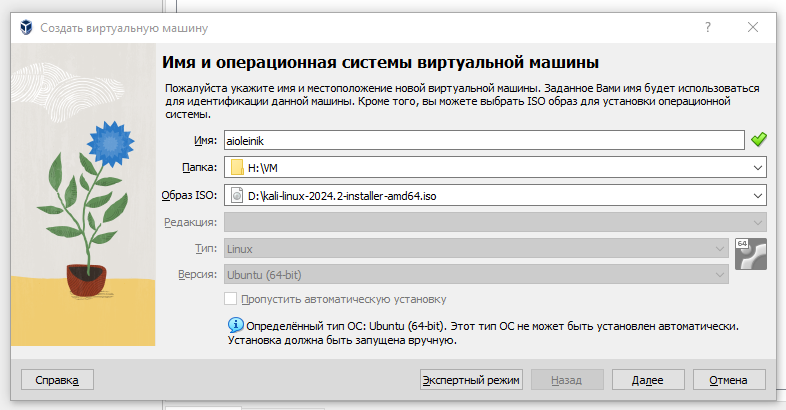 Создать виртуальную машину
Имя и операционная системы виртуальной машины
Пожалуйста укажите имя и местоположение новой виртуальной машины. Заданное Вами имя будет использоваться
для идентификации данной машины. Кроме того, вы можете выбрать ISO образ для установки операционной
системы.
Имя: aioleinik
Папка: H:\VM
Образ ISO: D:\kali-linux-2024.2-installer-amd64.iso
Редакция:
Тип: Linux
64
Версия: Ubuntu (64-bit)
Пропустить автоматическую установку
Определённый тип ОС: Ubuntu (64-bit). Этот тип ОС не может быть установлен автоматически.
Установка должна быть запущена вручную.
Справка Экспертный режим Назад Далее Отмена